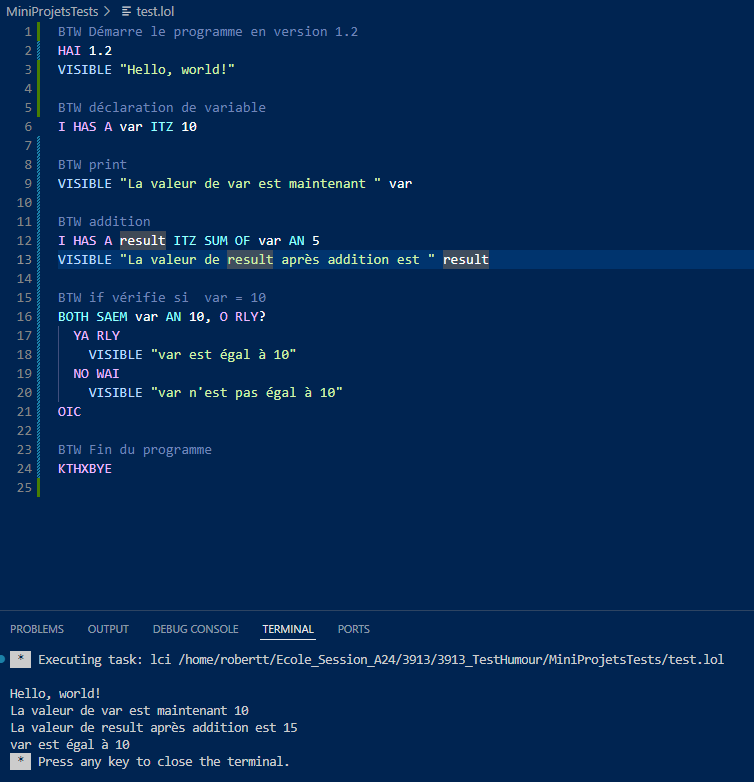 MiniProjetsTests > test.lol
1 BTW Démarre le programme en version 1.2
2 HAI 1.2
3 VISIBLE "Hello, world!"
4
5 BTW déclaration de variable
6 I HAS A var ITZ 10
7
8 BTW print
9 VISIBLE "La valeur de var est maintenant " var
10
11 BTW addition
12 I HAS A result ITZ SUM OF var AN 5
13 VISIBLE "La valeur de result après addition est " result
14
15 BTW if vérifie si  var = 10
16 BOTH SAEM var AN 10, O RLY?
17 YA RLY
18 VISIBLE "var est égal à 10"
19 NO WAI
20 VISIBLE "var n'est pas égal à 10"
21 OIC
22
23 BTW Fin du programme
24 KTHXBYE
25
PROBLEMS OUTPUT DEBUG CONSOLE TERMINAL PORTS
* Executing task: lci /home/robertt/Ecole_Session_A24/3913/3913_TestHumour/MiniProjetsTests/test.lol
Hello, world!
La valeur de var est maintenant 10
La valeur de result après addition est 15
var est égal à 10
* Press any key to close the terminal.